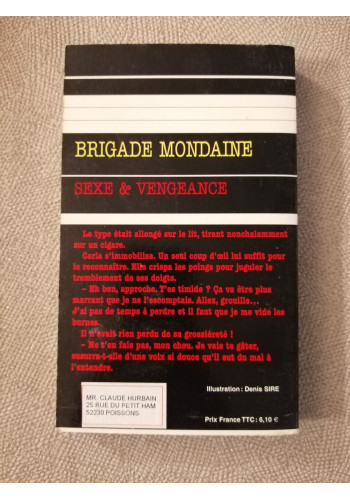 BRIGADE MONDAINE
SEXE & VENGEANCE
Le type était allongé sur le lit, tirant nonchalamment
sur un cigare.
Carla s'immobilisa. Un seul coup d'œil lui suffit pour
le reconnaître. Elle crispa les poings pour juguler le
tremblement de ses doigts.
– Eh ben, approche. T'es timide ? Ça va être plus
marrant que je ne l'escomptais. Allez, grouille...
J'ai pas de temps à perdre et il faut que je me vide les
burnes.
Il n'avait rien perdu de sa grossièreté !
– Ne t'en fais pas, mon chou. Je vais te gâter,
susurra-t-elle d'une voix si douce qu'il eut du mal à
l'entendre.
Illustration : Denis SIRE
MR. CLAUDE HURBAIN
25 RUE DU PETIT HAM
52230 POISSONS
Prix France TTC : 6,10 €